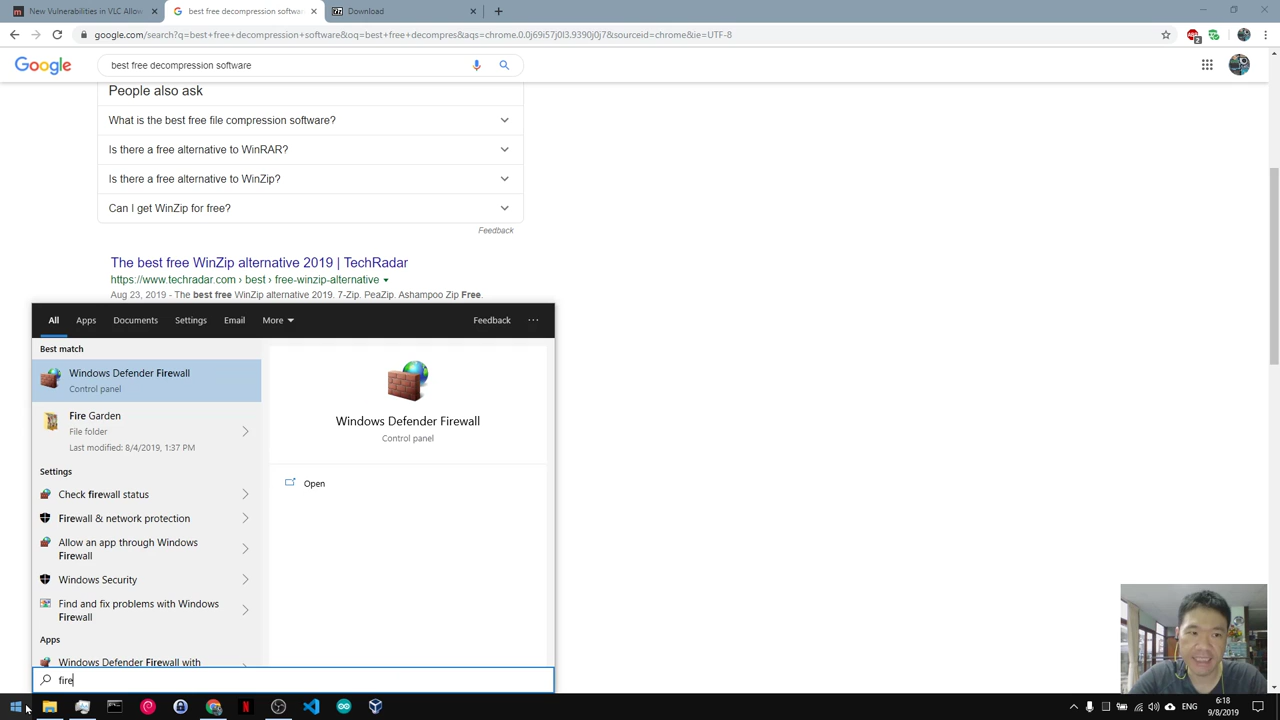 New Vulnerabilities in VLC Allow
best free decompression softwa
Download
google.com/search?q=best+free+decompression+software&oq=best+free+decompres&aqs=chrome.0.0j69i57j0l3.9390j0j7&sourceid=chrome&ie=UTF-8
2
Google
best free decompression software
People also ask
What is the best free file compression software?
Is there a free alternative to WinRAR?
Is there a free alternative to WinZip?
Can I get WinZip for free?
Feedback
The best free WinZip alternative 2019 | TechRadar
https://www.techradar.com › best › free-winzip-alternative
Aug 23, 2019 - The best free WinZip alternative 2019. 7-Zip. PeaZip. Ashampoo Zip Free.
All Apps Documents Settings Email More Feedback ...
Best match
Windows Defender Firewall
Control panel
Fire Garden
File folder
Last modified: 8/4/2019, 1:37 PM
Settings
Check firewall status
Firewall & network protection
Allow an app through Windows
Firewall
Windows Security
Find and fix problems with Windows
Firewall
Apps
Windows Defender Firewall with
Windows Defender Firewall
Control panel
Open
fire
ENG
6:18
9/8/2019